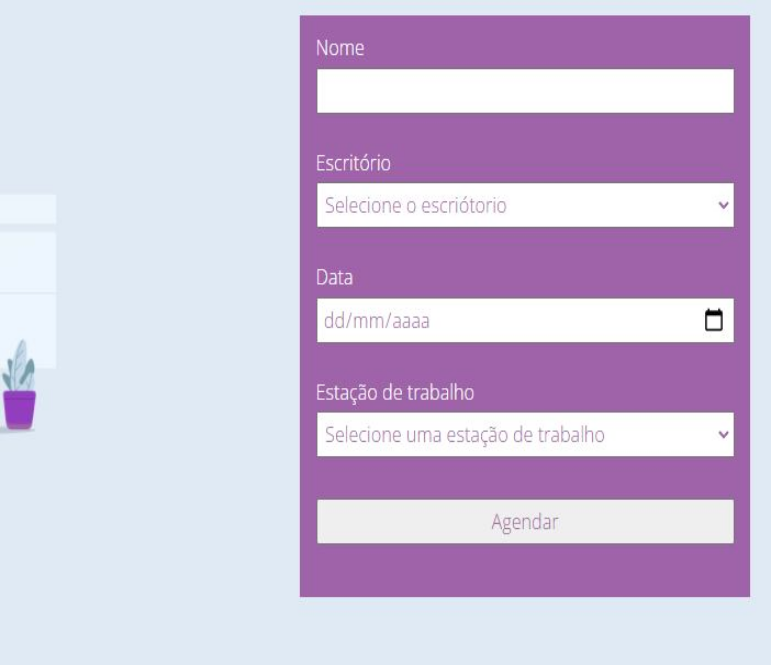 Nome
Escritório
Selecione o escriótorio
Data
dd/mm/aaaa
Estação de trabalho
Selecione uma estação de trabalho
Agendar